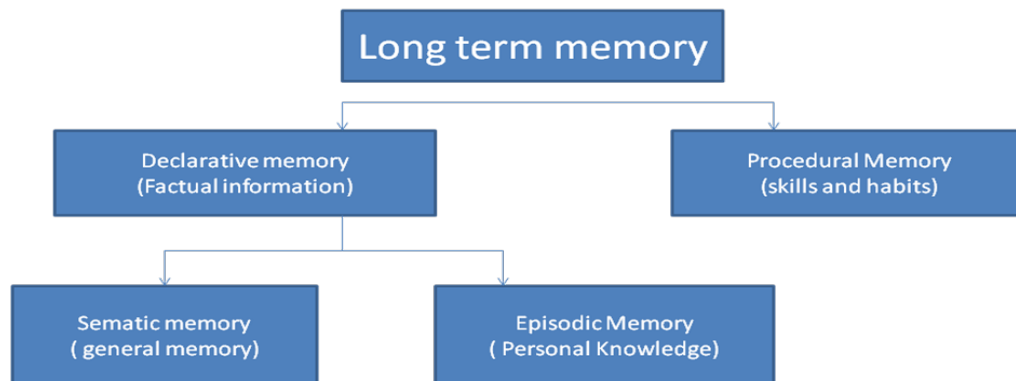 Long term memory
Declarative memory
(Factual information)
Procedural Memory
(skills and habits)
Sematic memory
( general memory)
Episodic Memory
( Personal Knowledge)